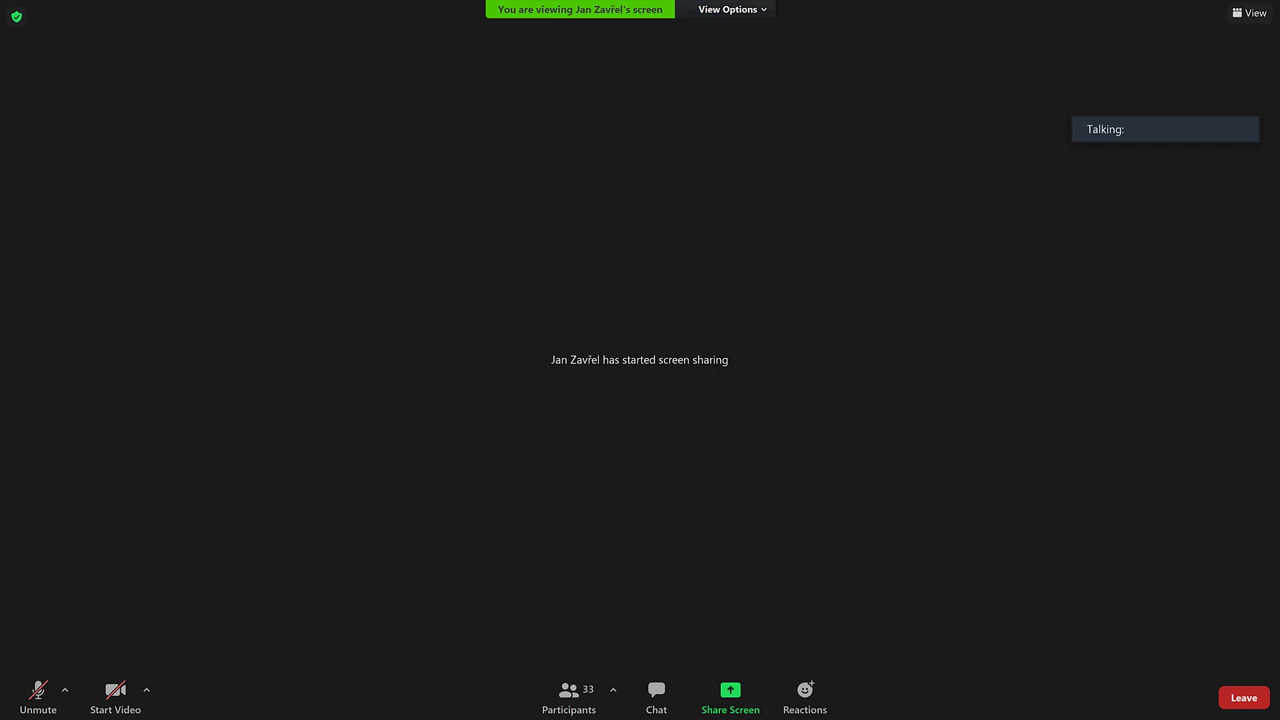 You are viewing Jan Zavřel's screen
View Options
View
Talking:
Jan Zavřel has started screen sharing
33
Unmute
Start Video
Participants
Chat
Share Screen
Reactions
Leave